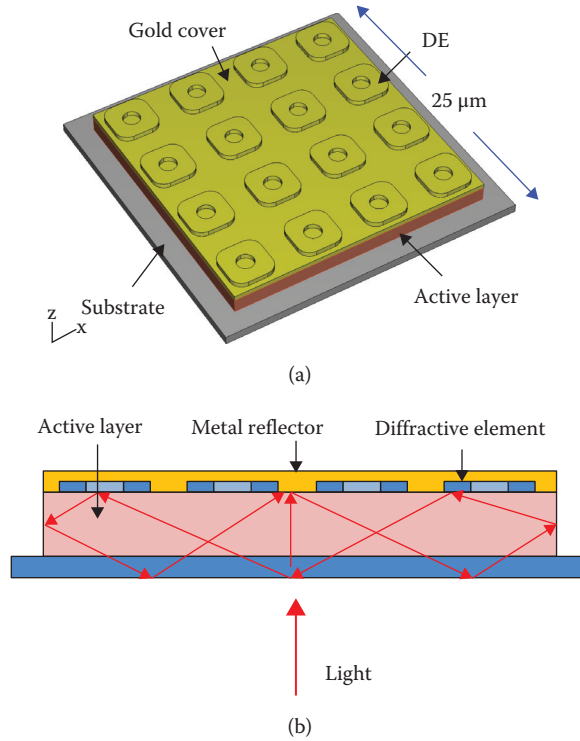 Gold cover
DE
25 µm
Substrate
Active layer
z
x
(a)
Active layer
Metal reflector
Diffractive element
Light
(b)